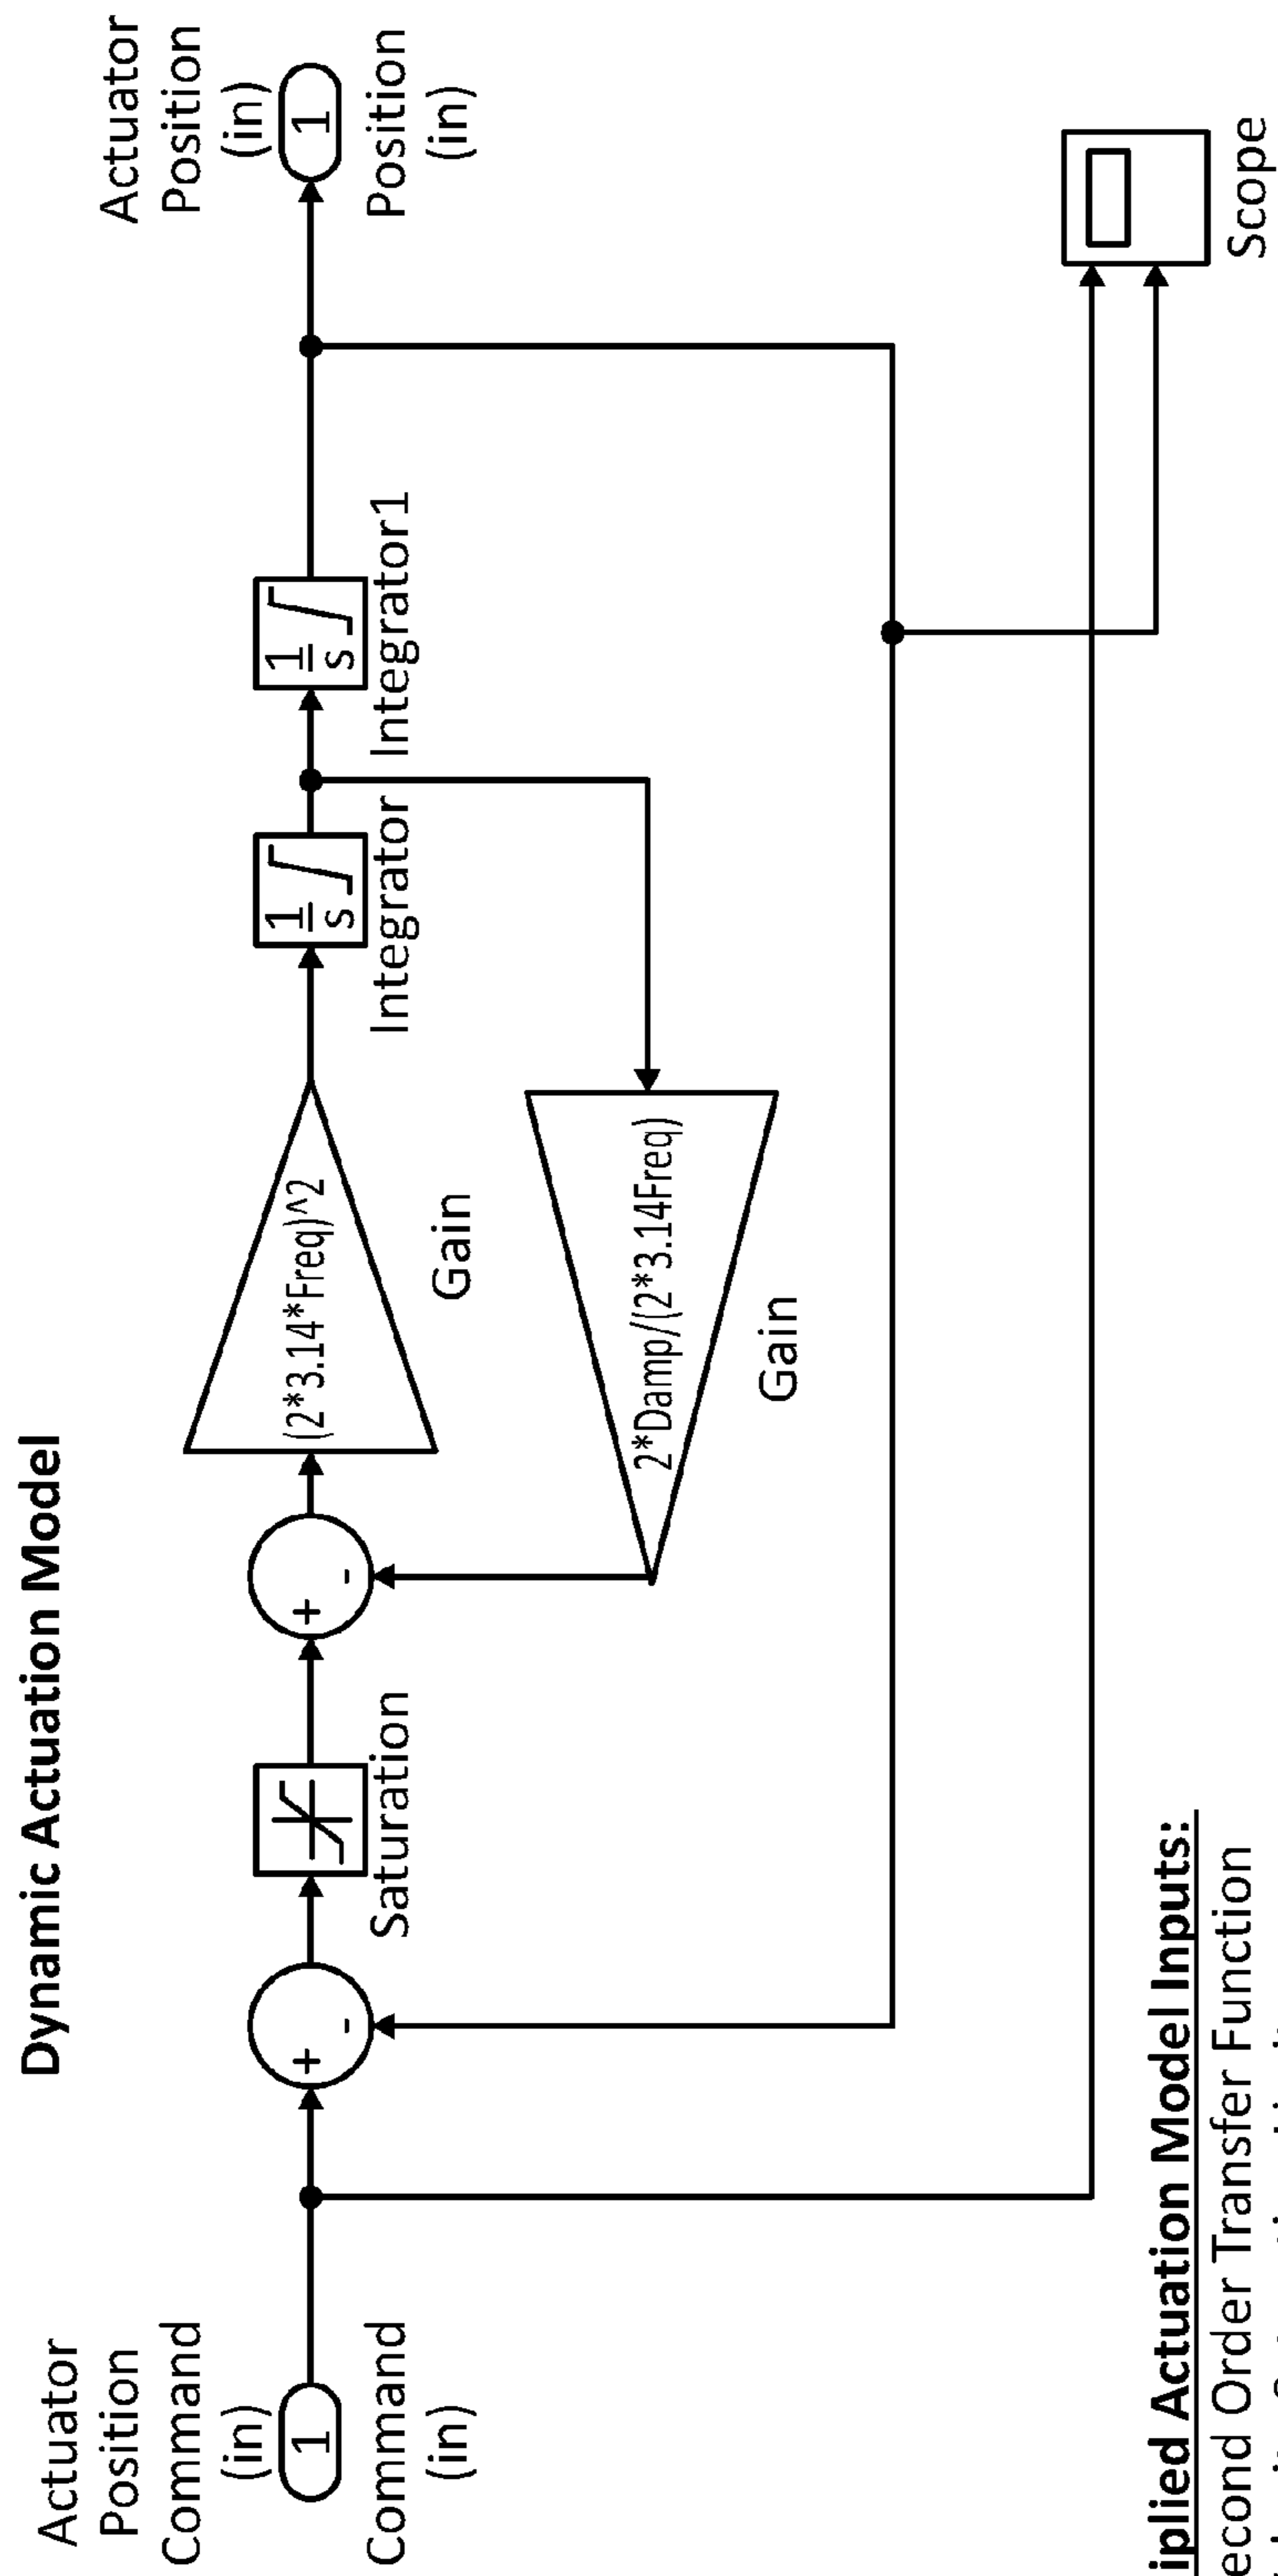 Dynamic Actuation Model
Actuator
Position
Command
(in)
1
Command
(in)
+
-
Saturation
+
-
(2*3.14*Freq)^2
Gain
1
s
Integrator
1
s
Integrator1
Actuator
Position
(in)
1
Position
(in)
2*Damp/(2*3.14Freq)
Gain
Scope
Actuation Model Inputs:
Order Transfer Function